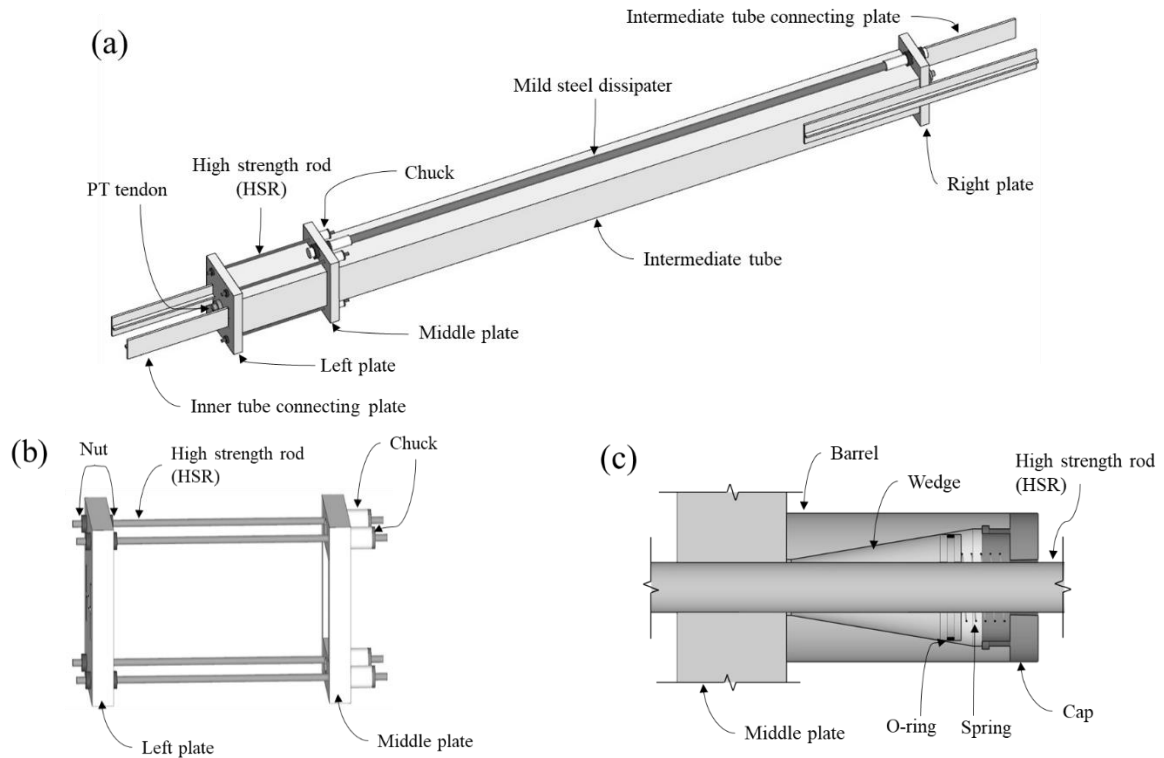 (a)
Intermediate tube connecting plate
Mild steel dissipater
High strength rod
(HSR)
Chuck
PT tendon
Right plate
Intermediate tube
Middle plate
Left plate
Inner tube connecting plate
(b)
Nut
High strength rod
(HSR)
Chuck
Left plate
Middle plate
(c)
Barrel
Wedge
High strength rod
(HSR)
Middle plate
O-ring
Spring
Cap